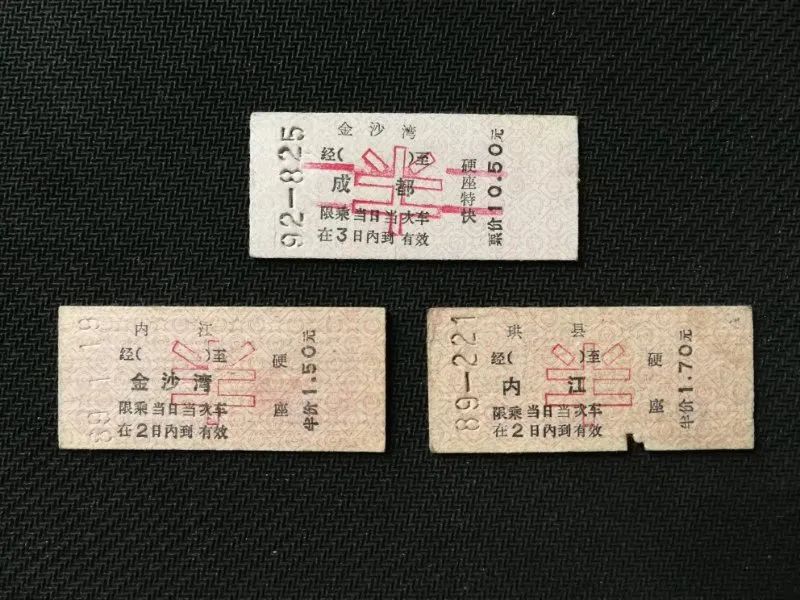 92-825
金沙湾
经( )至
成都
限乘当日当次车
在3日内到有效
硬座特快
票价10.50元
半
89.1.19
内江
经( )至
金沙湾
限乘当日当次车
在2日内到有效
硬座
半价1.50元
半
89-221
珙县
经( )至
内江
限乘当日当次车
在2日内到有效
硬座
半价1.70元
半